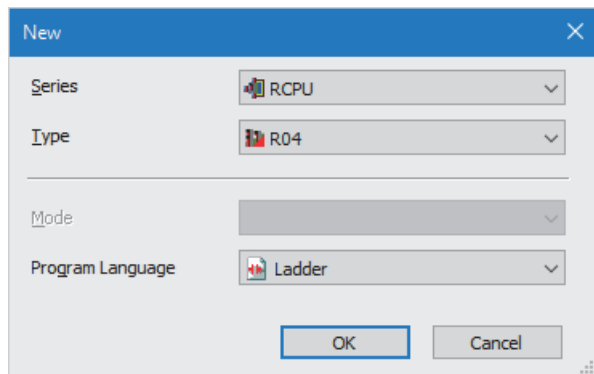 New
Series RCPU
Type R04
Mode
Program Language Ladder
OK Cancel